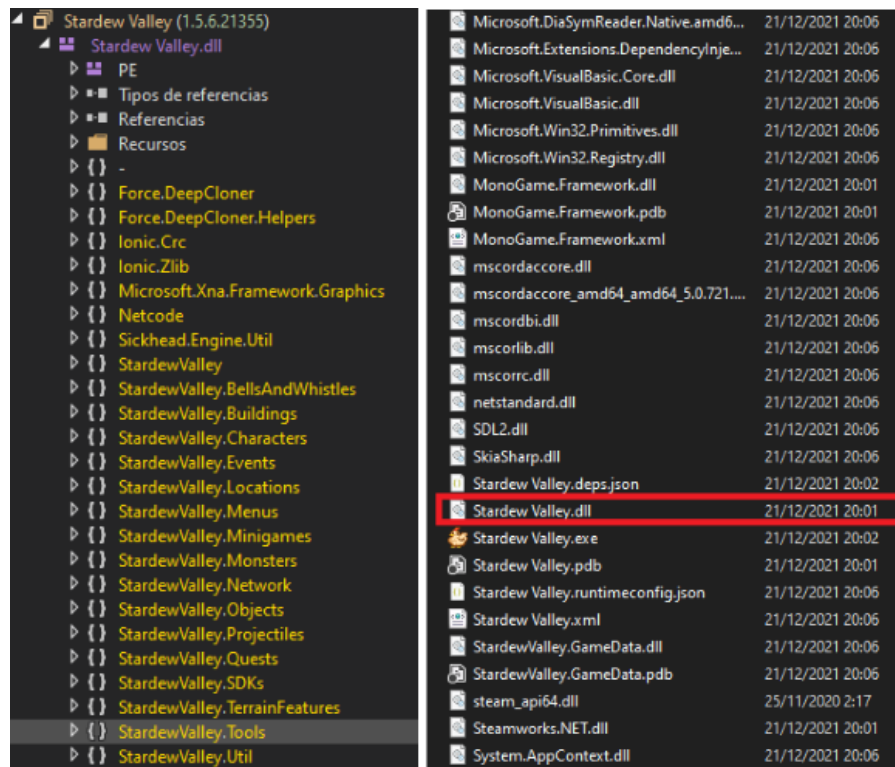 Stardew Valley (1.5.6.21355)
Stardew Valley.dll
PE
Tipos de referencias
Referencias
Recursos
{ } -
{ } Force.DeepCloner
{ } Force.DeepCloner.Helpers
{ } Ionic.Crc
{ } Ionic.Zlib
{ } Microsoft.Xna.Framework.Graphics
{ } Netcode
{ } Sickhead.Engine.Util
{ } StardewValley
{ } StardewValley.BellsAndWhistles
{ } StardewValley.Buildings
{ } StardewValley.Characters
{ } StardewValley.Events
{ } StardewValley.Locations
{ } StardewValley.Menus
{ } StardewValley.Minigames
{ } StardewValley.Monsters
{ } StardewValley.Network
{ } StardewValley.Objects
{ } StardewValley.Projectiles
{ } StardewValley.Quests
{ } StardewValley.SDKs
{ } StardewValley.TerrainFeatures
{ } StardewValley.Tools
{ } StardewValley.Util
Microsoft.DiaSymReader.Native.amd6... 21/12/2021 20:06
Microsoft.Extensions.DependencyInje... 21/12/2021 20:06
Microsoft.VisualBasic.Core.dll 21/12/2021 20:06
Microsoft.VisualBasic.dll 21/12/2021 20:06
Microsoft.Win32.Primitives.dll 21/12/2021 20:06
Microsoft.Win32.Registry.dll 21/12/2021 20:06
MonoGame.Framework.dll 21/12/2021 20:01
MonoGame.Framework.pdb 21/12/2021 20:01
MonoGame.Framework.xml 21/12/2021 20:06
mscordaccore.dll 21/12/2021 20:06
mscordaccore_amd64_amd64_5.0.721.... 21/12/2021 20:06
mscordbi.dll 21/12/2021 20:06
mscorlib.dll 21/12/2021 20:06
mscorrc.dll 21/12/2021 20:06
netstandard.dll 21/12/2021 20:06
SDL2.dll 21/12/2021 20:06
SkiaSharp.dll 21/12/2021 20:06
Stardew Valley.deps.json 21/12/2021 20:02
Stardew Valley.dll 21/12/2021 20:01
Stardew Valley.exe 21/12/2021 20:02
Stardew Valley.pdb 21/12/2021 20:01
Stardew Valley.runtimeconfig.json 21/12/2021 20:06
Stardew Valley.xml 21/12/2021 20:06
StardewValley.GameData.dll 21/12/2021 20:06
StardewValley.GameData.pdb 21/12/2021 20:06
steam_api64.dll 25/11/2020 2:17
Steamworks.NET.dll 21/12/2021 20:01
System.AppContext.dll 21/12/2021 20:06